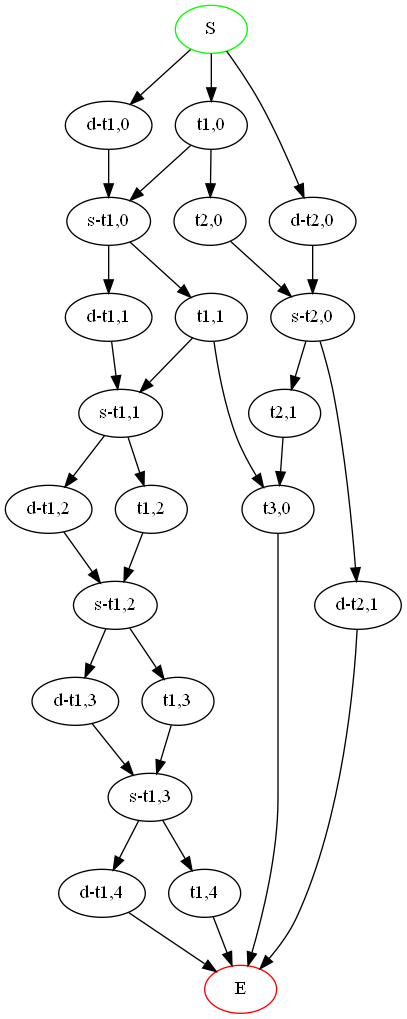 S
d-t1,0
t1,0
s-t1,0
t2,0
d-t2,0
d-t1,1
t1,1
s-t2,0
s-t1,1
t2,1
d-t1,2
t1,2
t3,0
s-t1,2
d-t2,1
d-t1,3
t1,3
s-t1,3
d-t1,4
t1,4
E